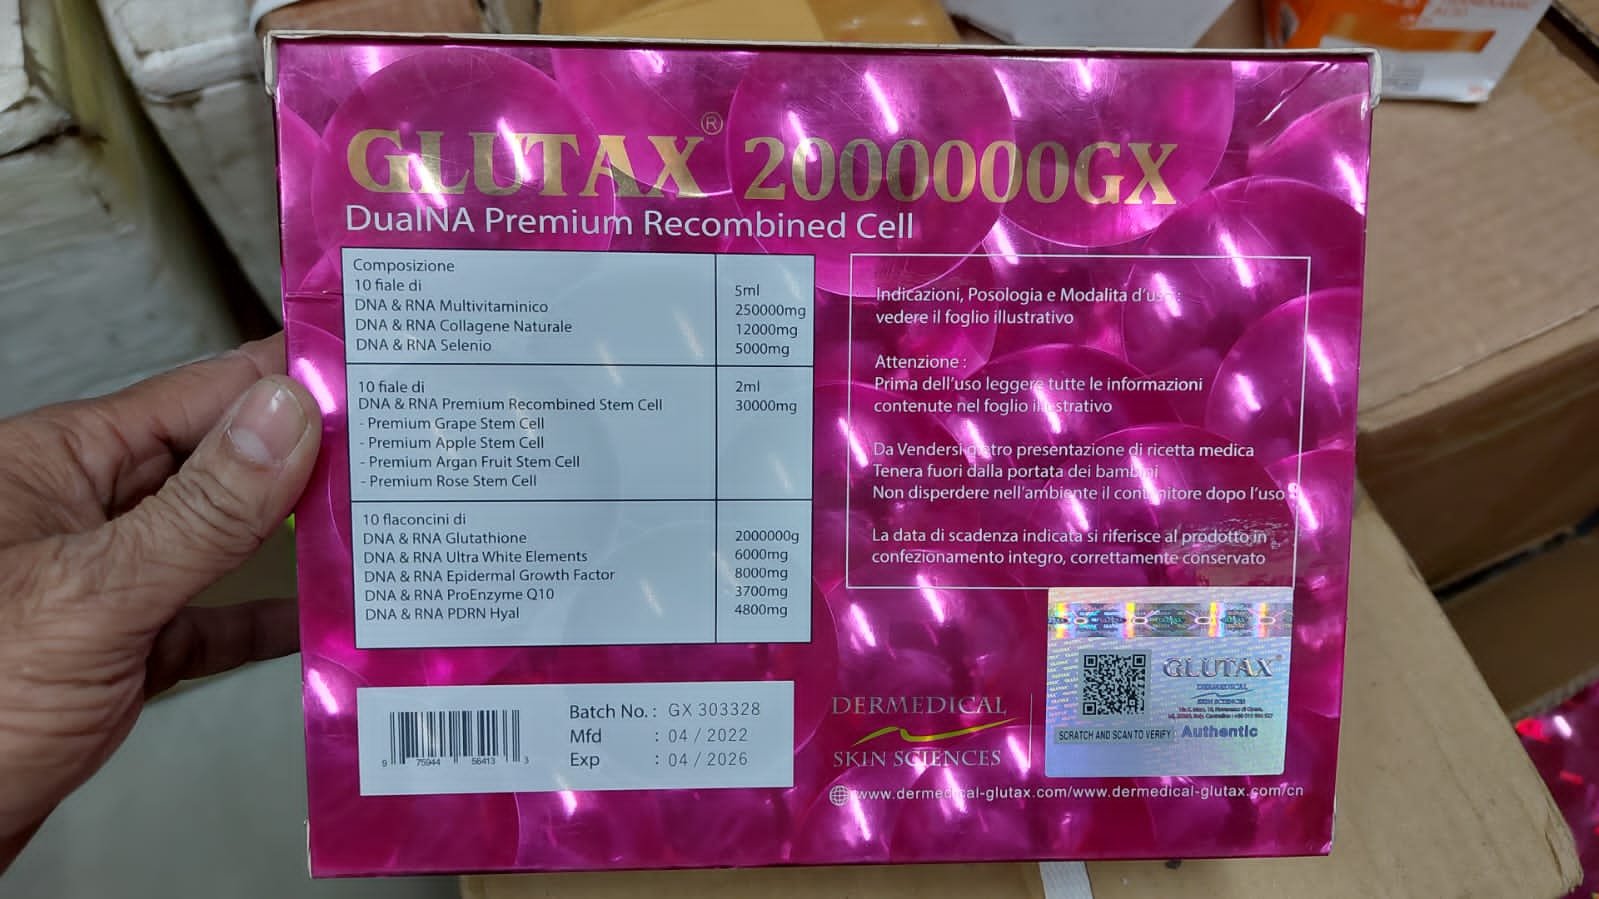 GLUTAX® 2000000GX
DualNA Premium Recombined Cell
Composizione
10 fiale di 5ml
DNA & RNA Multivitaminico 250000mg
DNA & RNA Collagene Naturale 12000mg
DNA & RNA Selenio 5000mg
10 fiale di 2ml
DNA & RNA Premium Recombined Stem Cell 30000mg
- Premium Grape Stem Cell
- Premium Apple Stem Cell
- Premium Argan Fruit Stem Cell
- Premium Rose Stem Cell
10 flaconcini di
DNA & RNA Glutathione 2000000g
DNA & RNA Ultra White Elements 6000mg
DNA & RNA Epidermal Growth Factor 8000mg
DNA & RNA ProEnzyme Q10 3700mg
DNA & RNA PDRN Hyal 4800mg
Indicazioni, Posologia e Modalita d'uso :
vedere il foglio illustrativo
Attenzione :
Prima dell'uso leggere tutte le informazioni
contenute nel foglio illustrativo
Da Vendersi dietro presentazione di ricetta medica
Tenera fuori dalla portata dei bambini
Non disperdere nell'ambiente il contenitore dopo l'uso
La data di scadenza indicata si riferisce al prodotto in
confezionamento integro, correttamente conservato
9 75944 56413 3
Batch No. : GX 303328
Mfd : 04 / 2022
Exp : 04 / 2026
DERMEDICAL
SKIN SCIENCES
GLUTAX®
DERMEDICAL
SKIN SCIENCES
SCRATCH AND SCAN TO VERIFY
Authentic
www.dermedical-glutax.com/www.dermedical-glutax.com/cn